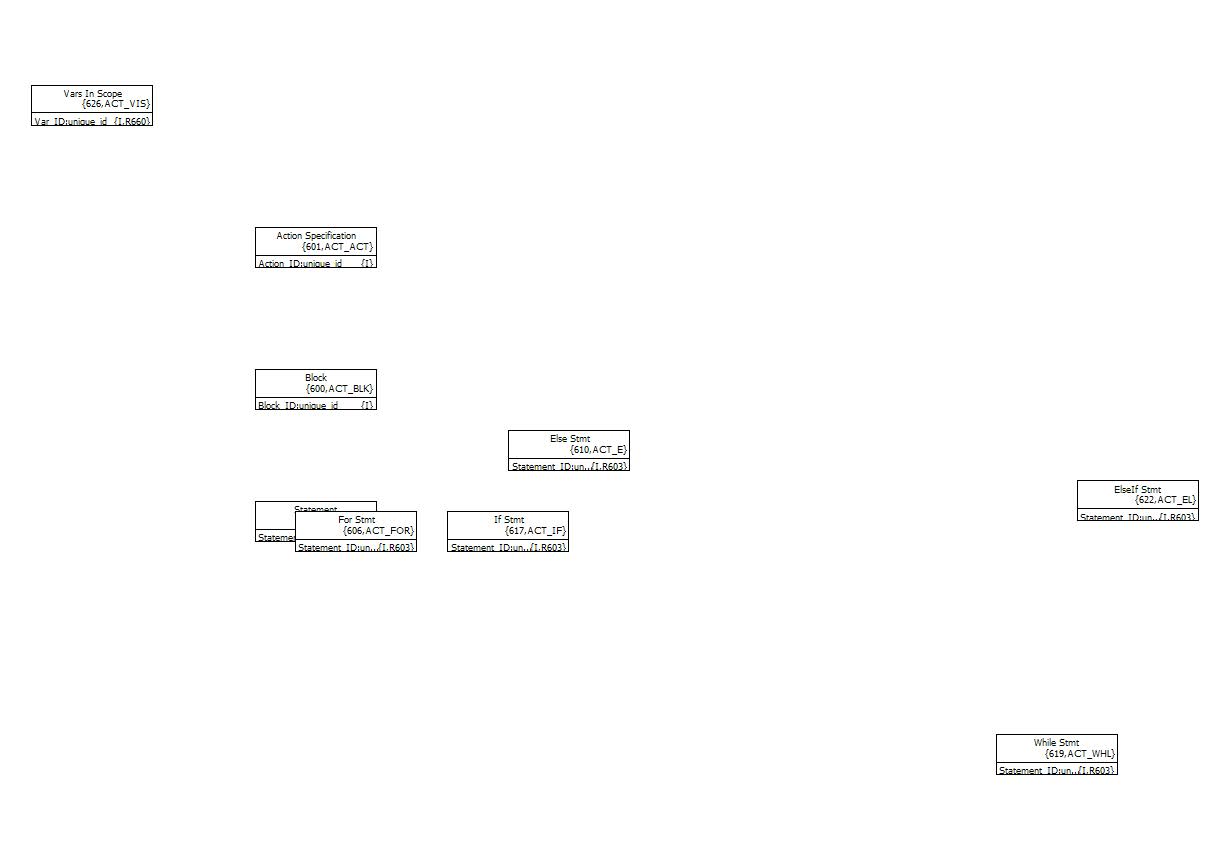 Vars In Scope
{626,ACT_VIS}
Var_ID:unique_id {I,R660}
Action Specification
{601,ACT_ACT}
Action_ID:unique_id {I}
Block
{600,ACT_BLK}
Block_ID:unique_id {I}
Else Stmt
{610,ACT_E}
Statement_ID:un..{I,R603}
ElseIf Stmt
{622,ACT_EL}
Statement_ID:un..{I,R603}
Statement
For Stmt
{606,ACT_FOR}
Statement_ID:un..{I,R603}
If Stmt
{617,ACT_IF}
Statement_ID:un..{I,R603}
While Stmt
{619,ACT_WHL}
Statement_ID:un..{I,R603}